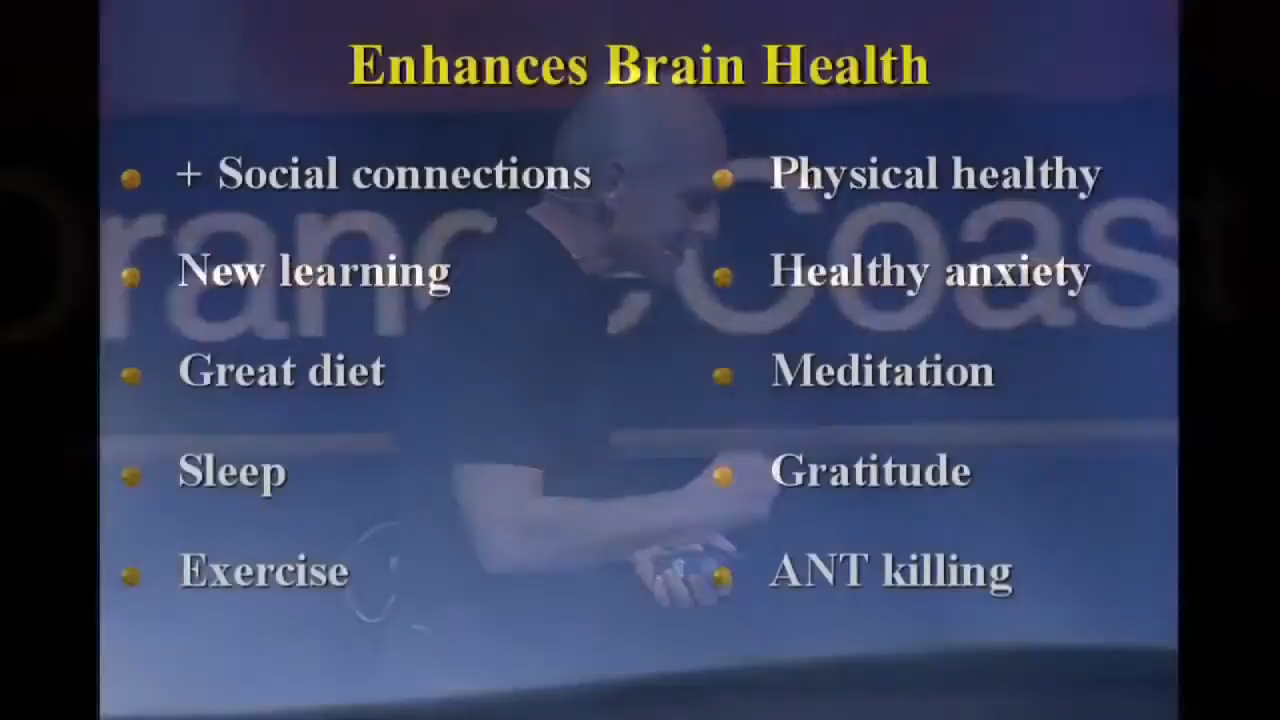 Enhances Brain Health
+ Social connections
New learning
Great diet
Sleep
Exercise
Physical healthy
Healthy anxiety
Meditation
Gratitude
ANT killing
Coast